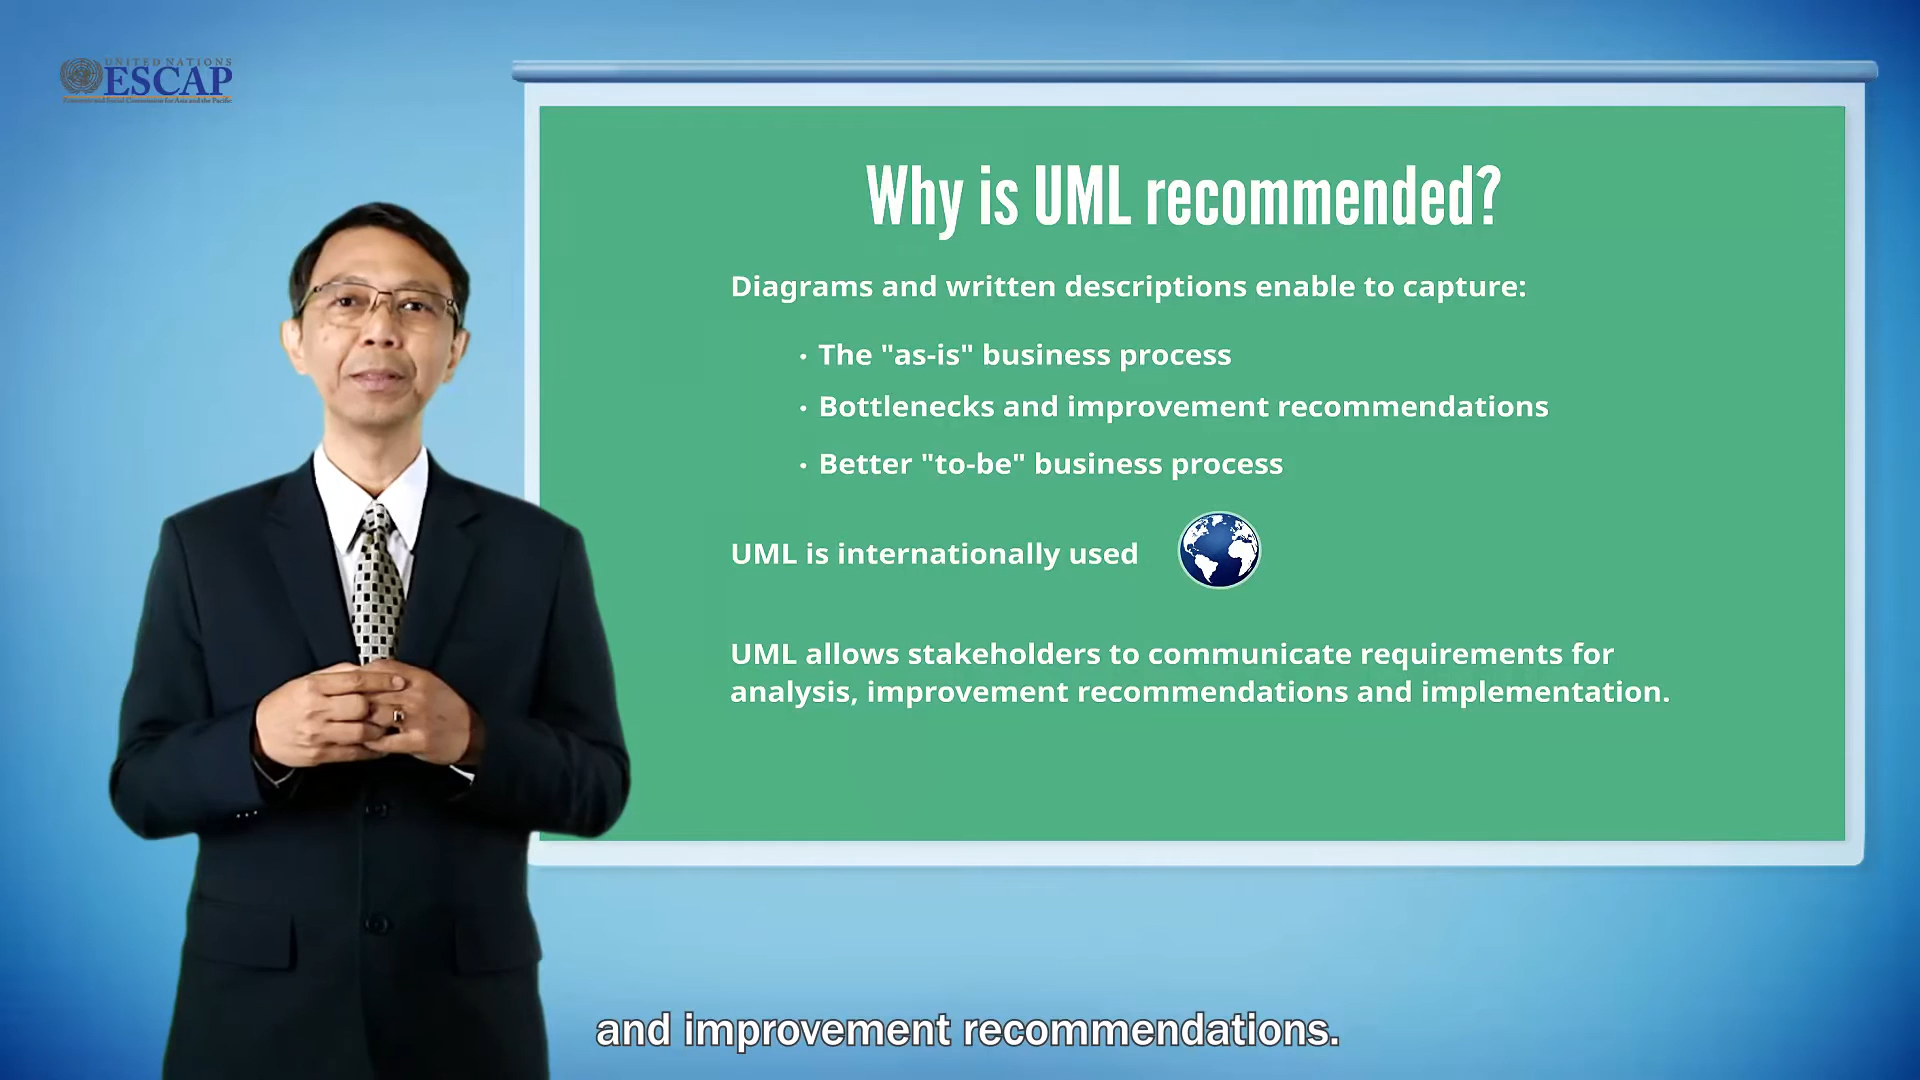 UNITED NATIONS
ESCAP
Economic and Social Commission for Asia and the Pacific
Why is UML recommended?
Diagrams and written descriptions enable to capture:
· The "as-is" business process
· Bottlenecks and improvement recommendations
· Better "to-be" business process
UML is internationally used
UML allows stakeholders to communicate requirements for
analysis, improvement recommendations and implementation.
and improvement recommendations.